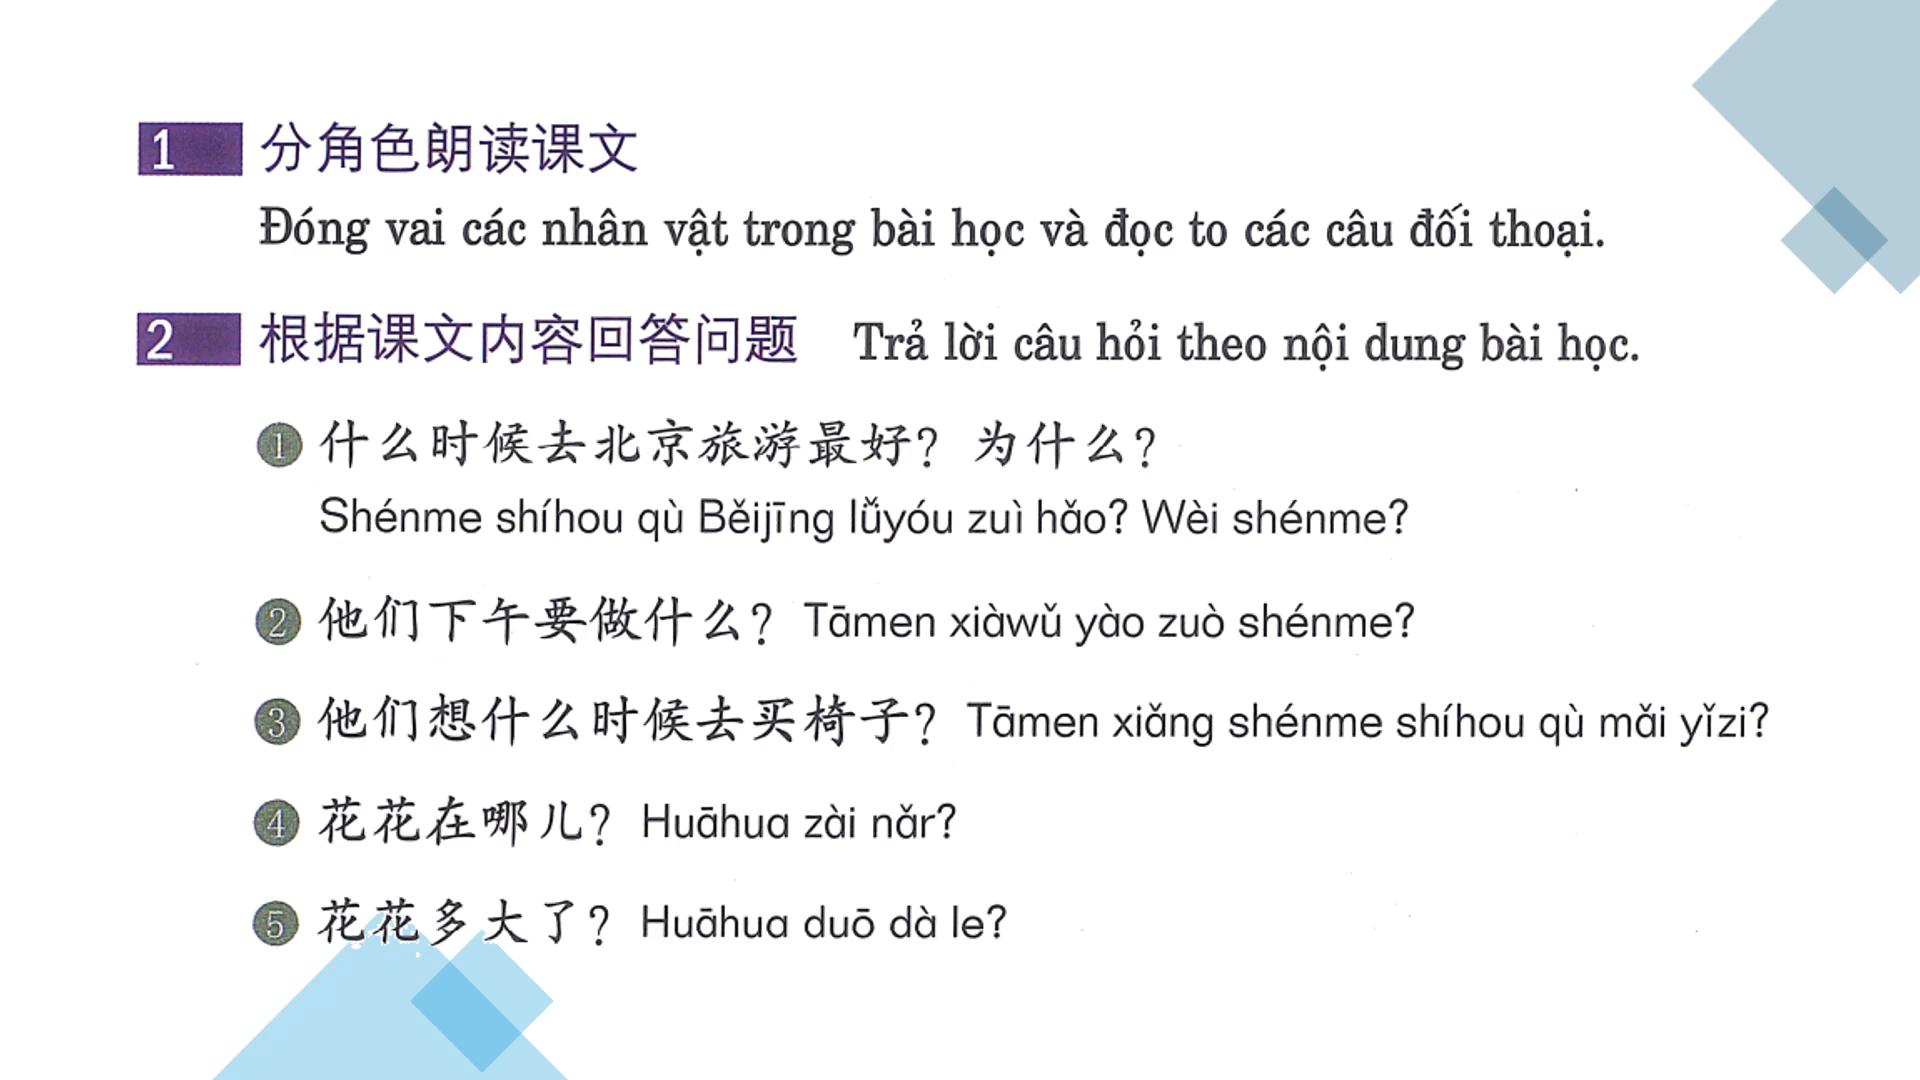 1 分角色朗读课文
Đóng vai các nhân vật trong bài học và đọc to các câu đối thoại.
2 根据课文内容回答问题 Trả lời câu hỏi theo nội dung bài học.
① 什么时候去北京旅游最好？为什么？
Shénme shíhou qù Běijīng lǚyóu zuì hǎo? Wèi shénme?
② 他们下午要做什么？ Tāmen xiàwǔ yào zuò shénme?
③ 他们想什么时候去买椅子？ Tāmen xiǎng shénme shíhou qù mǎi yǐzi?
④ 花花在哪儿？ Huāhua zài nǎr?
⑤ 花花多大了？ Huāhua duō dà le?